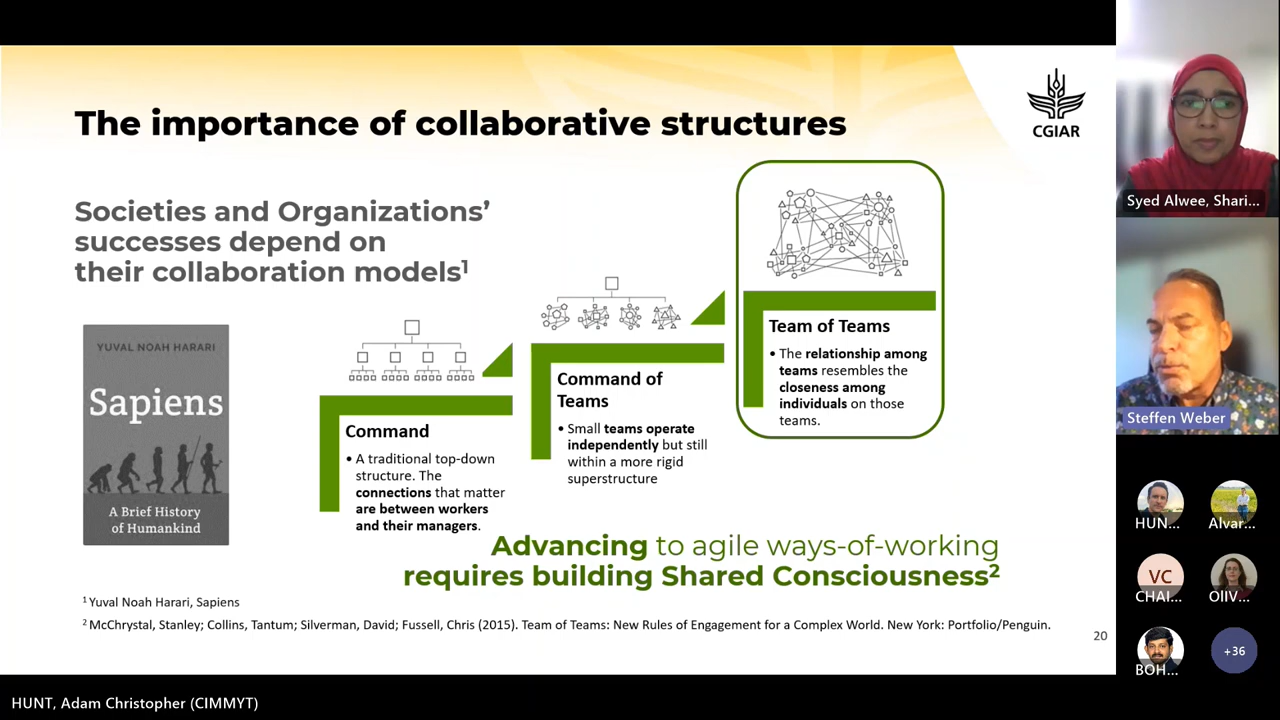 The importance of collaborative structures
CGIAR
Societies and Organizations’
successes depend on
their collaboration models1
YUVAL NOAH HARARI
Sapiens
A Brief History
of Humankind
Command
• A traditional top-down
structure. The
connections that matter
are between workers
and their managers.
Command of
Teams
• Small teams operate
independently but still
within a more rigid
superstructure
Team of Teams
• The relationship among
teams resembles the
closeness among
individuals on those
teams.
Advancing to agile ways-of-working
requires building Shared Consciousness2
1 Yuval Noah Harari, Sapiens
2 McChrystal, Stanley; Collins, Tantum; Silverman, David; Fussell, Chris (2015). Team of Teams: New Rules of Engagement for a Complex World. New York: Portfolio/Penguin.
20
Syed Alwee, Shari...
Steffen Weber
HUN...
Alvar...
VC
CHAI...
OlIV...
BOH...
+36
HUNT, Adam Christopher (CIMMYT)